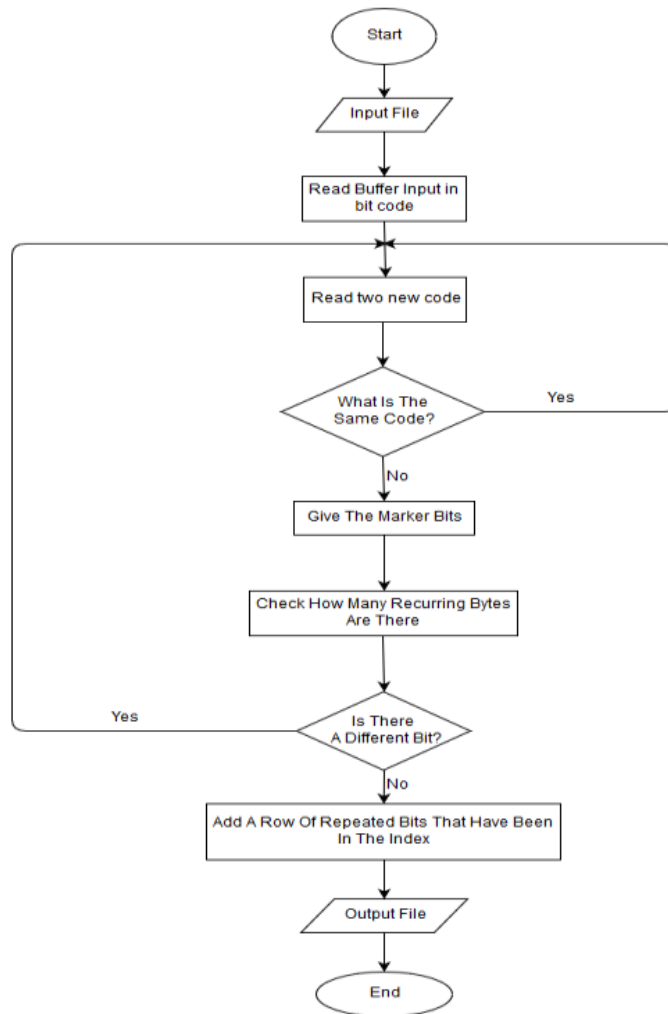 Start
Input File
Read Buffer Input in
bit code
Read two new code
What Is The
Same Code?
Yes
No
Give The Marker Bits
Check How Many Recurring Bytes
Are There
Is There
A Different Bit?
Yes
No
Add A Row Of Repeated Bits That Have Been
In The Index
Output File
End